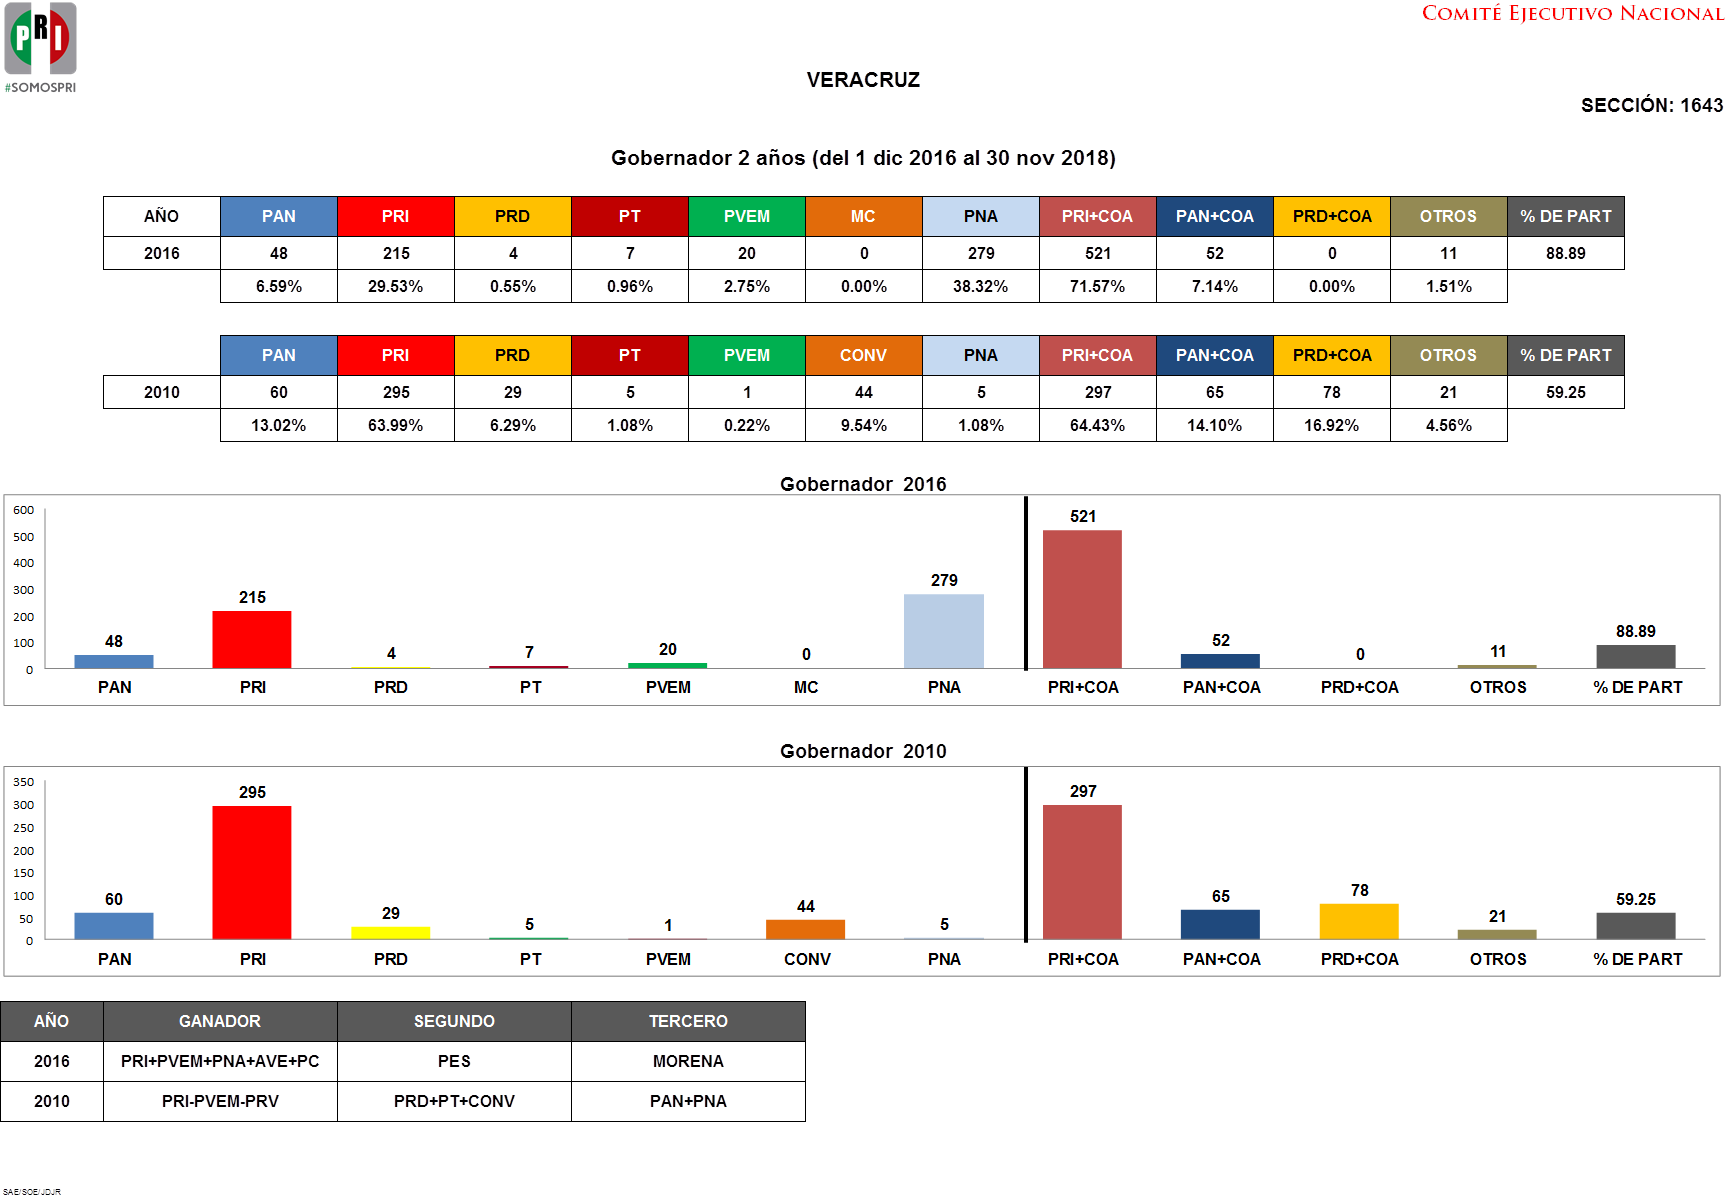 PRI
#SOMOSPRI
COMITÉ EJECUTIVO NACIONAL
VERACRUZ
SECCIÓN: 1643
Gobernador 2 años (del 1 dic 2016 al 30 nov 2018)
AÑO PAN PRI PRD PT PVEM MC PNA PRI+COA PAN+COA PRD+COA OTROS % DE PART
2016 48 215 4 7 20 0 279 521 52 0 11 88.89
6.59% 29.53% 0.55% 0.96% 2.75% 0.00% 38.32% 71.57% 7.14% 0.00% 1.51%
PAN PRI PRD PT PVEM CONV PNA PRI+COA PAN+COA PRD+COA OTROS % DE PART
2010 60 295 29 5 1 44 5 297 65 78 21 59.25
13.02% 63.99% 6.29% 1.08% 0.22% 9.54% 1.08% 64.43% 14.10% 16.92% 4.56%
Gobernador 2016
600
500
400
300
200
100
0
48 215 4 7 20 0 279 521 52 0 11 88.89
PAN PRI PRD PT PVEM MC PNA PRI+COA PAN+COA PRD+COA OTROS % DE PART
Gobernador 2010
350
300
250
200
150
100
50
0
60 295 29 5 1 44 5 297 65 78 21 59.25
PAN PRI PRD PT PVEM CONV PNA PRI+COA PAN+COA PRD+COA OTROS % DE PART
AÑO GANADOR SEGUNDO TERCERO
2016 PRI+PVEM+PNA+AVE+PC PES MORENA
2010 PRI-PVEM-PRV PRD+PT+CONV PAN+PNA
SAE/SOE/JDJR